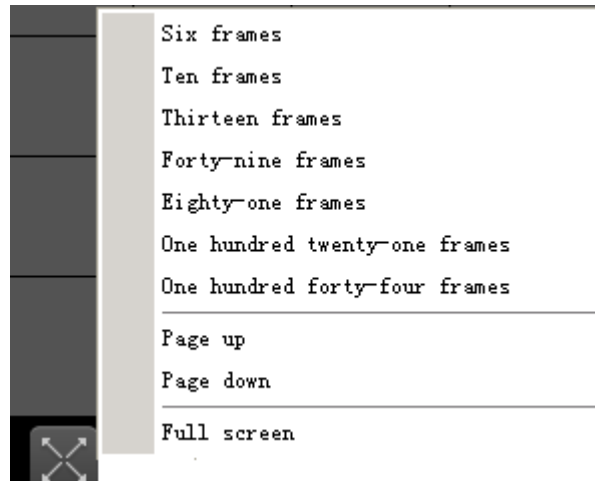 Six frames
Ten frames
Thirteen frames
Forty-nine frames
Eighty-one frames
One hundred twenty-one frames
One hundred forty-four frames
Page up
Page down
Full screen